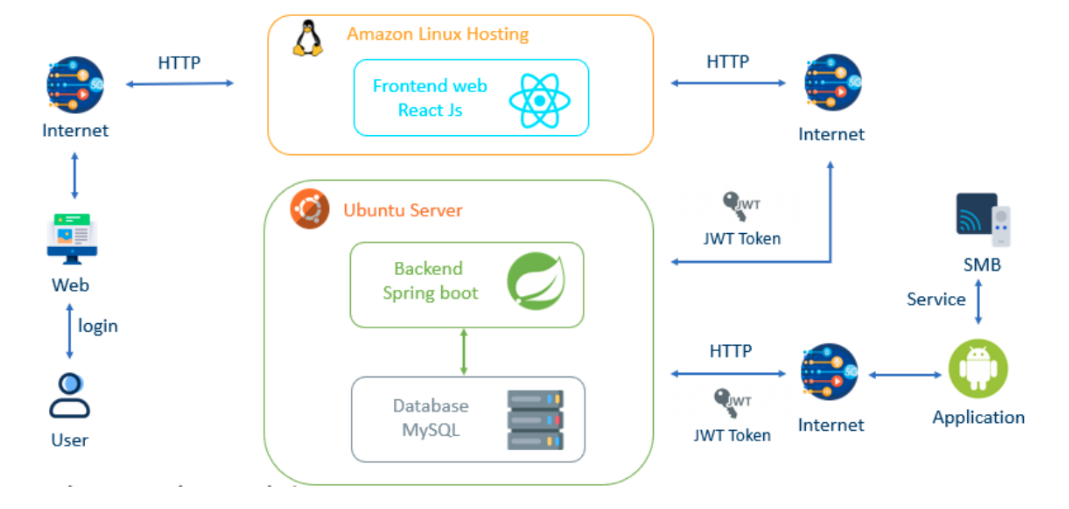 Amazon Linux Hosting
HTTP
Frontend web
React Js
HTTP
5G
Internet
5G
Internet
Ubuntu Server
JWT
JWT Token
Web
Backend
Spring boot
SMB
login
Service
HTTP
5G
JWT
JWT Token
Internet
Database
MySQL
Application
User